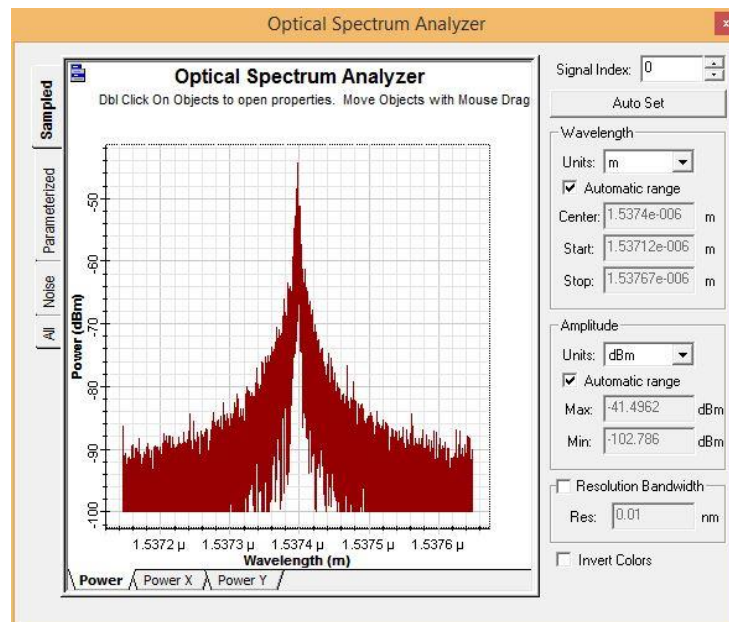 Optical Spectrum Analyzer
x
Sampled
Parameterized
Noise
All
Optical Spectrum Analyzer
Dbl Click On Objects to open properties. Move Objects with Mouse Drag
Power (dBm)
-50
-60
-70
-80
-90
-100
1.5372 µ 1.5373 µ 1.5374 µ 1.5375 µ 1.5376 µ
Wavelength (m)
Power Power X Power Y
Signal Index: 0
Auto Set
Wavelength
Units: m
Automatic range
Center: 1.5374e-006 m
Start: 1.53712e-006 m
Stop: 1.53767e-006 m
Amplitude
Units: dBm
Automatic range
Max: -41.4962 dBm
Min: -102.786 dBm
Resolution Bandwidth
Res: 0.01 nm
Invert Colors